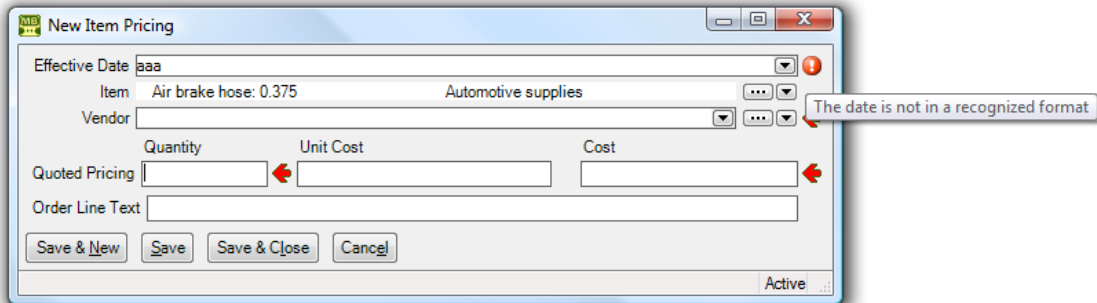 MB
New Item Pricing
Effective Date aaa
Item Air brake hose: 0.375 Automotive supplies
The date is not in a recognized format
Vendor
Quantity Unit Cost Cost
Quoted Pricing
Order Line Text
Save & New Save Save & Close Cancel
Active